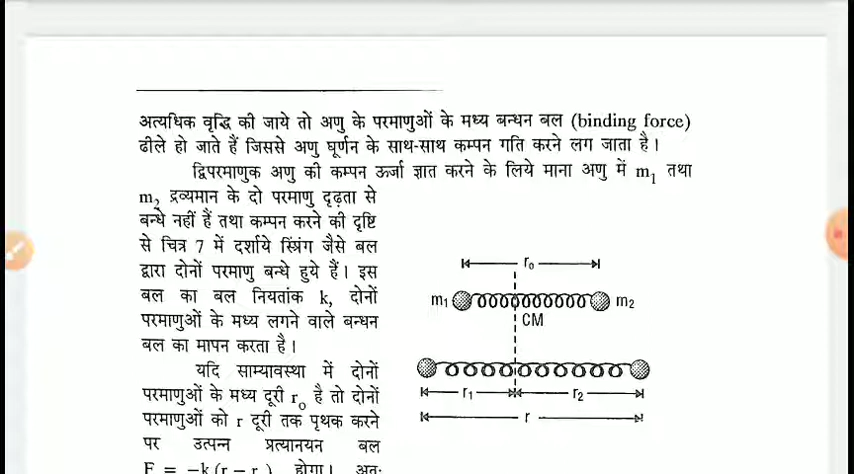 अत्यधिक वृद्धि की जाये तो अणु के परमाणुओं के मध्य बन्धन बल (binding force)
ढीले हो जाते हैं जिससे अणु घूर्णन के साथ-साथ कम्पन गति करने लग जाता है।
द्विपरमाणुक अणु की कम्पन ऊर्जा ज्ञात करने के लिये माना अणु में m₁ तथा
m₂ द्रव्यमान के दो परमाणु दृढ़ता से
बन्धे नहीं हैं तथा कम्पन करने की दृष्टि
से चित्र 7 में दर्शाये स्प्रिंग जैसे बल
द्वारा दोनों परमाणु बन्धे हुये हैं। इस
बल का बल नियतांक k, दोनों
परमाणुओं के मध्य लगने वाले बन्धन
बल का मापन करता है।
यदि साम्यावस्था में दोनों
परमाणुओं के मध्य दूरी r₀ है तो दोनों
परमाणुओं को r दूरी तक पृथक करने
पर उत्पन्न प्रत्यानयन बल
F = −k (r − r₀) होगा। अतः
r₀
m₁ m₂
CM
r₁ r₂
r